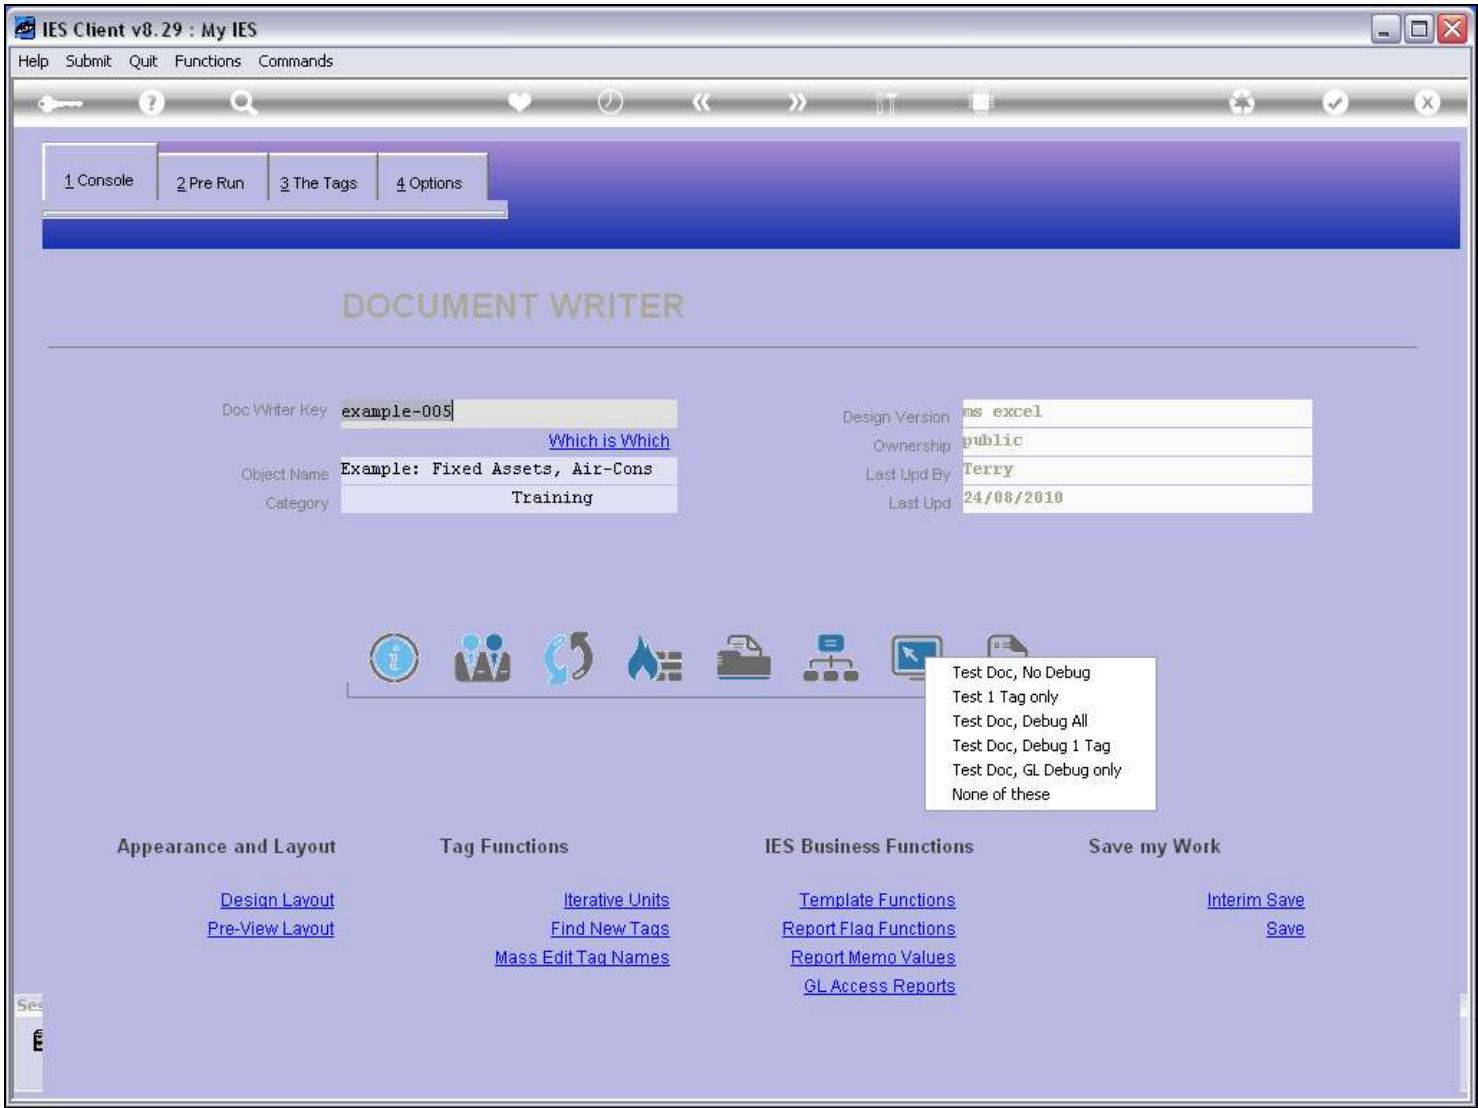 IES Client v8.29 : My IES
Help Submit Quit Functions Commands
1 Console 2 Pre Run 3 The Tags 4 Options
DOCUMENT WRITER
Doc Writer Key example-005
Which is Which
Object Name Example: Fixed Assets, Air-Cons
Category Training
Design Version ms excel
Ownership public
Last Upd By Terry
Last Upd 24/08/2010
Test Doc, No Debug
Test 1 Tag only
Test Doc, Debug All
Test Doc, Debug 1 Tag
Test Doc, GL Debug only
None of these
Appearance and Layout
Design Layout
Pre-View Layout
Tag Functions
Iterative Units
Find New Tags
Mass Edit Tag Names
IES Business Functions
Template Functions
Report Flag Functions
Report Memo Values
GL Access Reports
Save my Work
Interim Save
Save